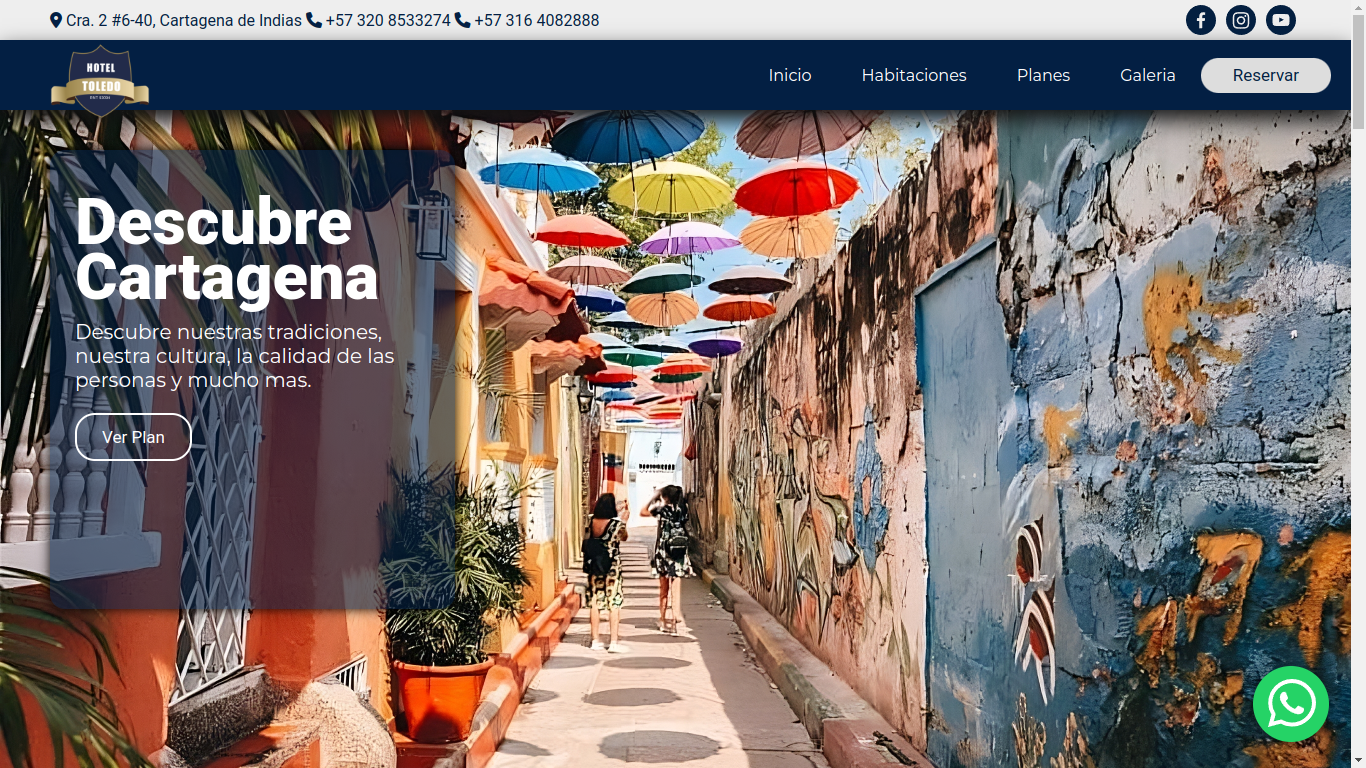 Cra. 2 #6-40, Cartagena de Indias +57 320 8533274 +57 316 4082888
HOTEL
TOLEDO
Inicio Habitaciones Planes Galeria Reservar
Descubre
Cartagena
Descubre nuestras tradiciones,
nuestra cultura, la calidad de las
personas y mucho mas.
Ver Plan